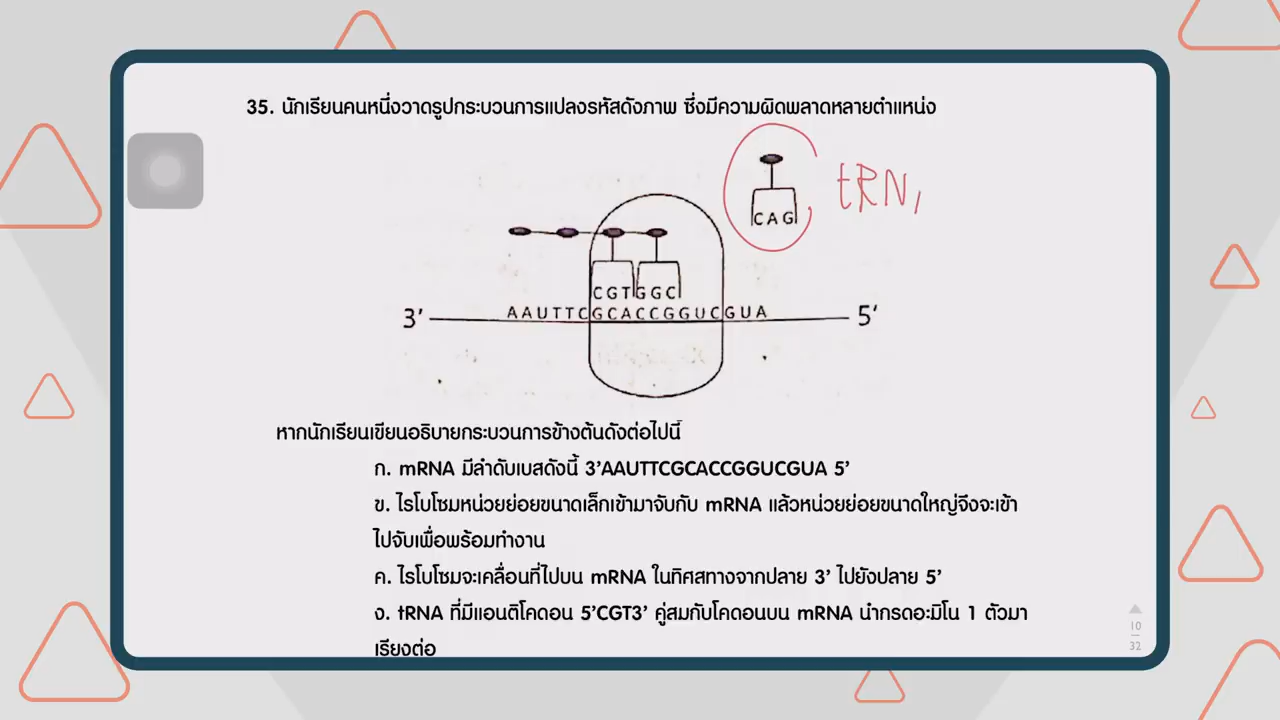 35. นักเรียนคนหนึ่งวาดรูปกระบวนการแปลงรหัสดังภาพ ซึ่งมีความผิดพลาดหลายตำแหน่ง
CAG
tRN
CGT GGC
3’ AAUTTCGCACCGGUCGUA 5’
หากนักเรียนเขียนอธิบายกระบวนการข้างต้นดังต่อไปนี้
ก. mRNA มีลำดับเบสดังนี้ 3’AAUTTCGCACCGGUCGUA 5’
ข. ไรโบโซมหน่วยย่อยขนาดเล็กเข้ามาจับกับ mRNA แล้วหน่วยย่อยขนาดใหญ่จึงจะเข้า
ไปจับเพื่อพร้อมทำงาน
ค. ไรโบโซมจะเคลื่อนที่ไปบน mRNA ในทิศสทางจากปลาย 3’ ไปยังปลาย 5’
ง. tRNA ที่มีแอนติโคดอน 5’CGT3’ คู่สมกับโคดอนบน mRNA นำกรดอะมิโน 1 ตัวมา
เรียงต่อ
10
32